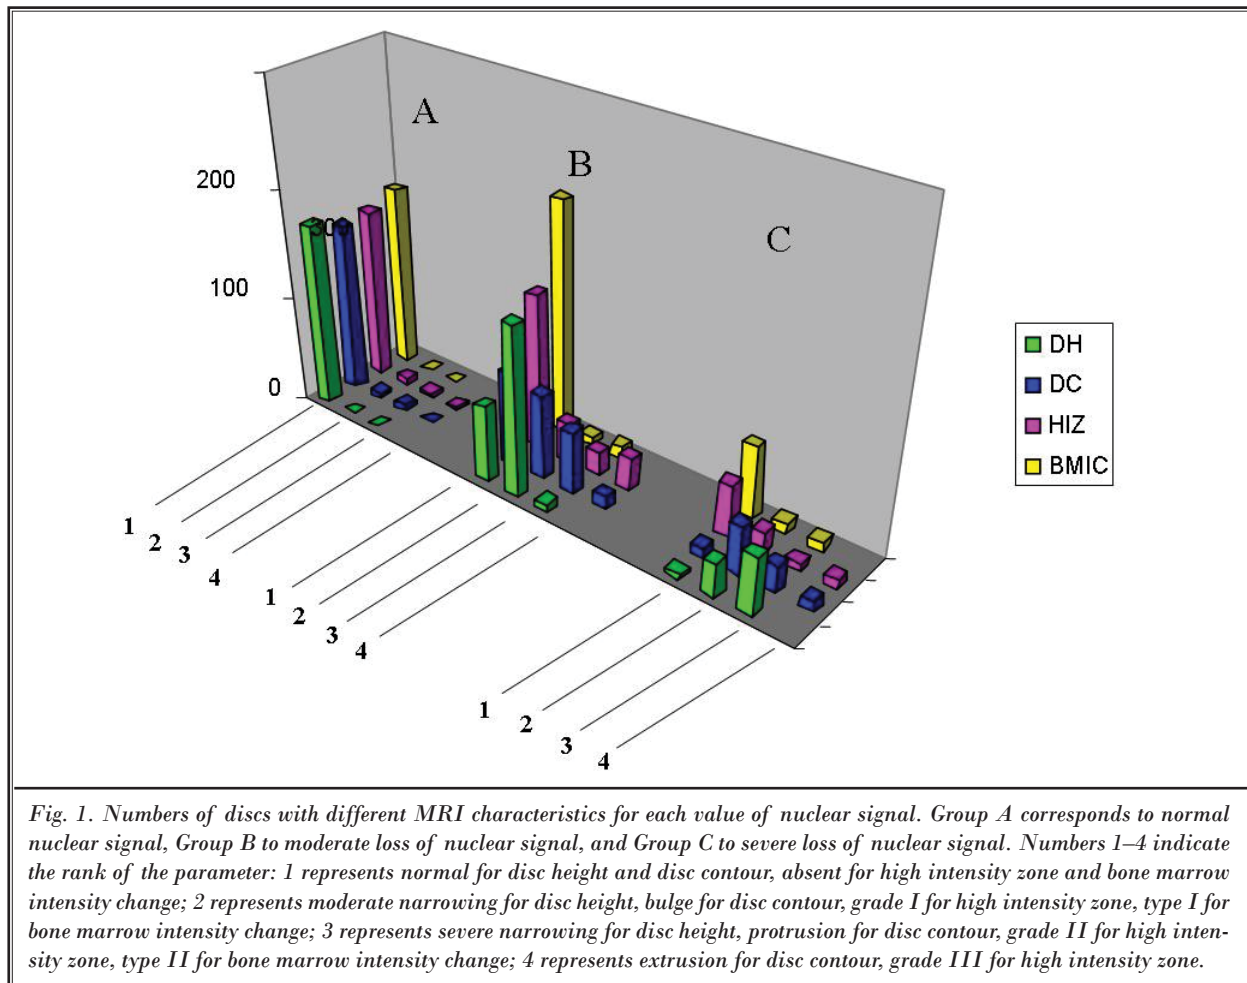 A
B
C
200
300
100
0
1
2
3
4
1
2
3
4
1
2
3
4
DH
DC
HIZ
BMIC
Fig. 1. Numbers of discs with different MRI characteristics for each value of nuclear signal. Group A corresponds to normal
nuclear signal, Group B to moderate loss of nuclear signal, and Group C to severe loss of nuclear signal. Numbers 1–4 indicate
the rank of the parameter: 1 represents normal for disc height and disc contour, absent for high intensity zone and bone marrow
intensity change; 2 represents moderate narrowing for disc height, bulge for disc contour, grade I for high intensity zone, type I for
bone marrow intensity change; 3 represents severe narrowing for disc height, protrusion for disc contour, grade II for high inten-
sity zone, type II for bone marrow intensity change; 4 represents extrusion for disc contour, grade III for high intensity zone.